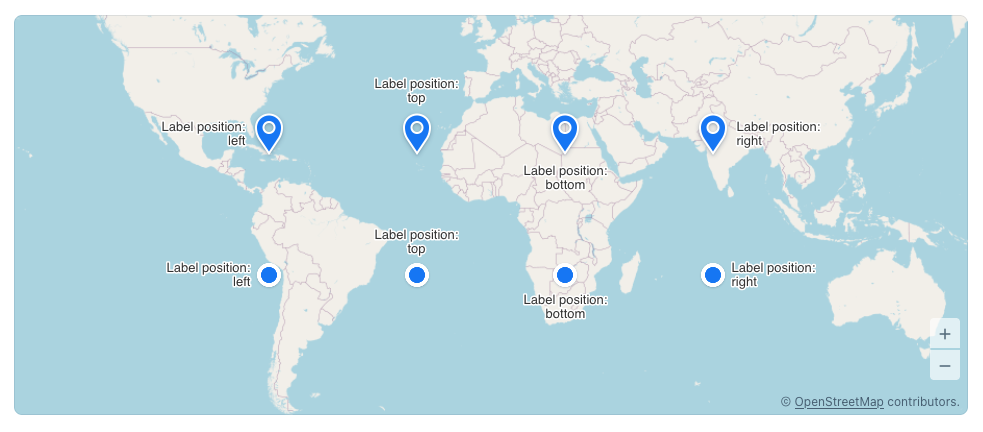 Label position:
top
Label position:
left
Label position:
right
Label position:
bottom
Label position:
top
Label position:
left
Label position:
right
Label position:
bottom
+
−
© OpenStreetMap contributors.